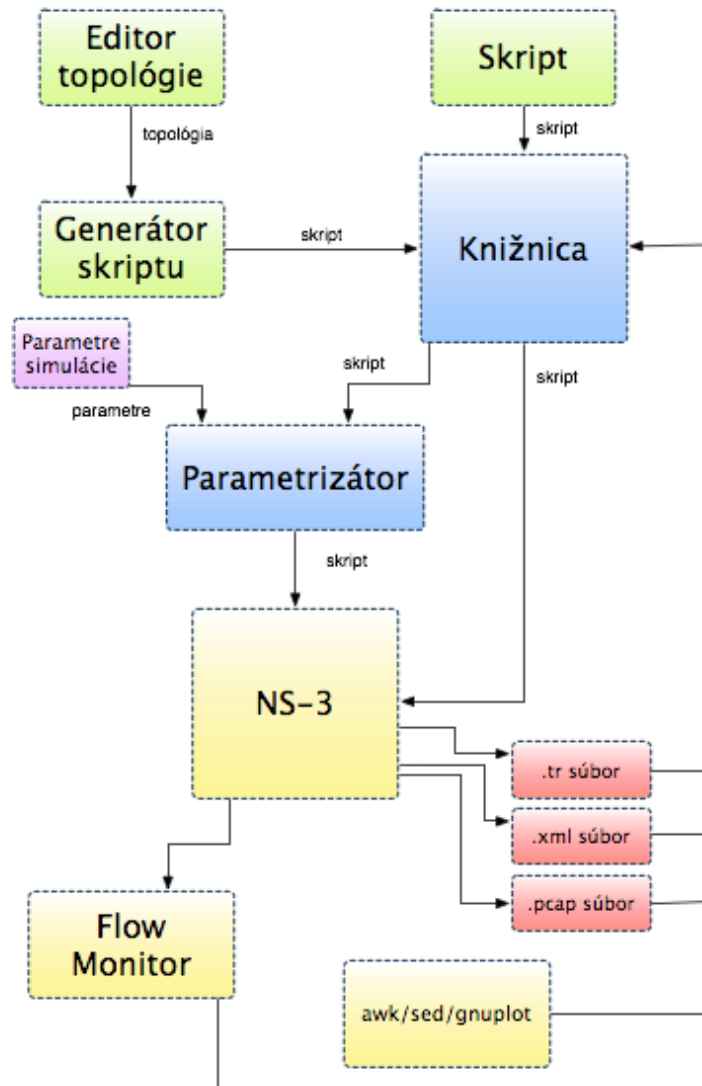 Editor
topológie
Skript
topológia
skript
Generátor
skriptu
skript
Knižnica
Parametre
simulácie
parametre
skript
skript
Parametrizátor
skript
NS-3
.tr súbor
.xml súbor
.pcap súbor
Flow
Monitor
awk/sed/gnuplot